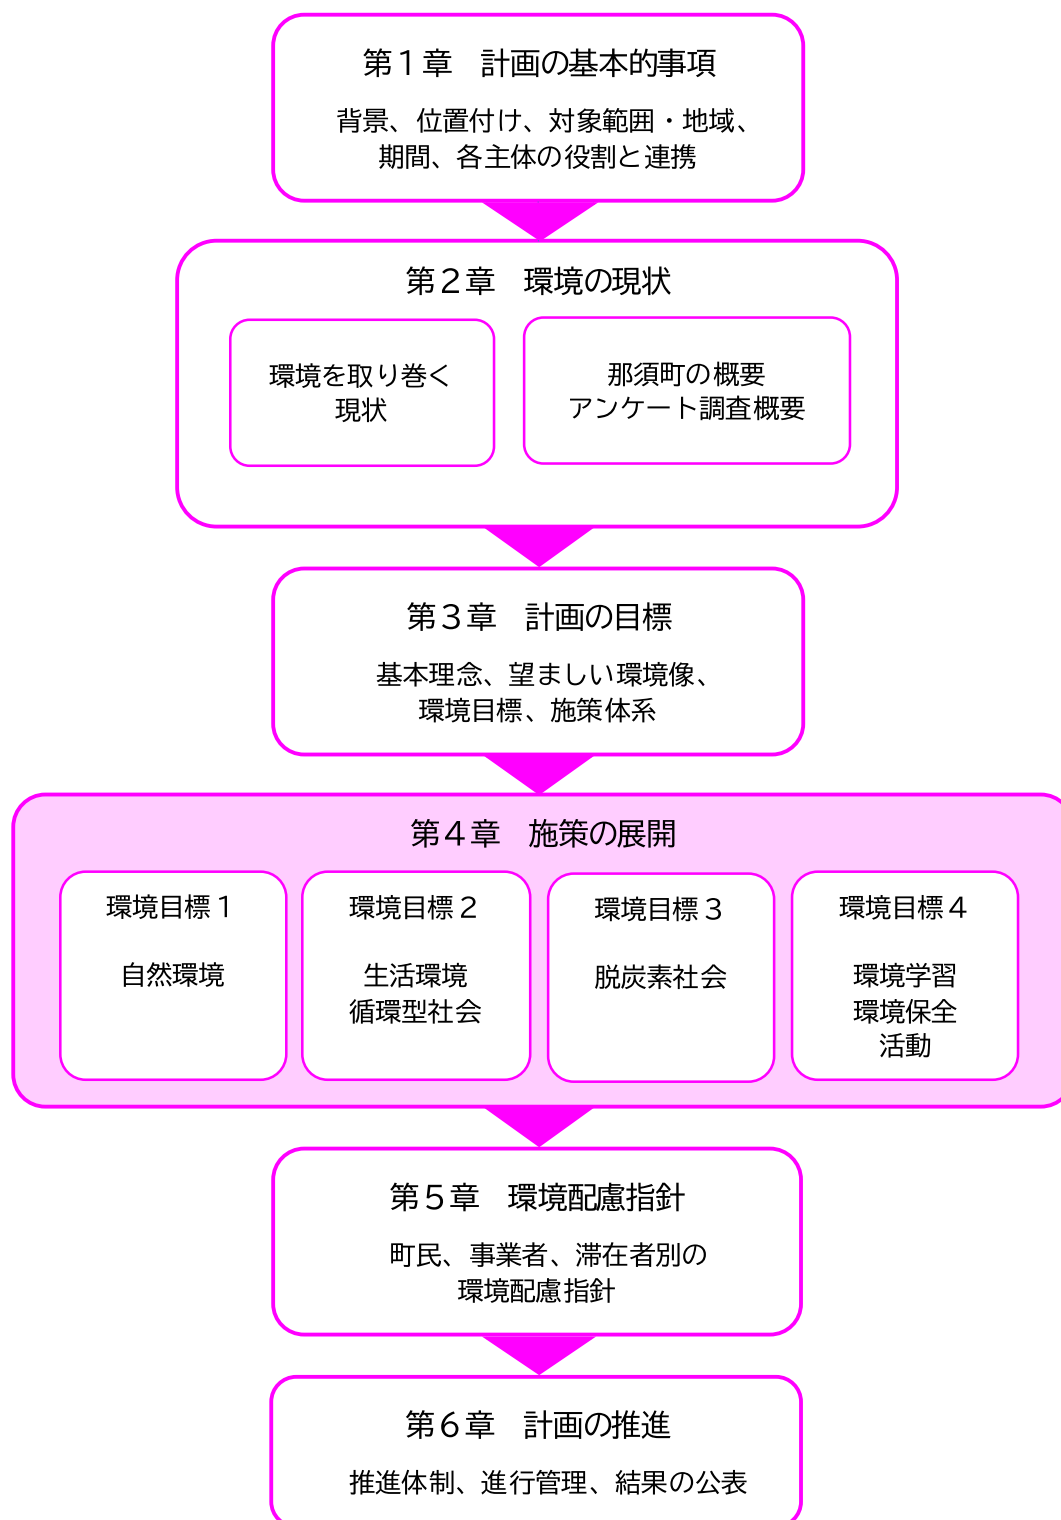 第１章　計画の基本的事項
背景、位置付け、対象範囲・地域、
期間、各主体の役割と連携
第２章　環境の現状
環境を取り巻く
現状
那須町の概要
アンケート調査概要
第３章　計画の目標
基本理念、望ましい環境像、
環境目標、施策体系
第４章　施策の展開
環境目標１
自然環境
環境目標２
生活環境
循環型社会
環境目標３
脱炭素社会
環境目標４
環境学習
環境保全
活動
第５章　環境配慮指針
町民、事業者、滞在者別の
環境配慮指針
第６章　計画の推進
推進体制、進行管理、結果の公表